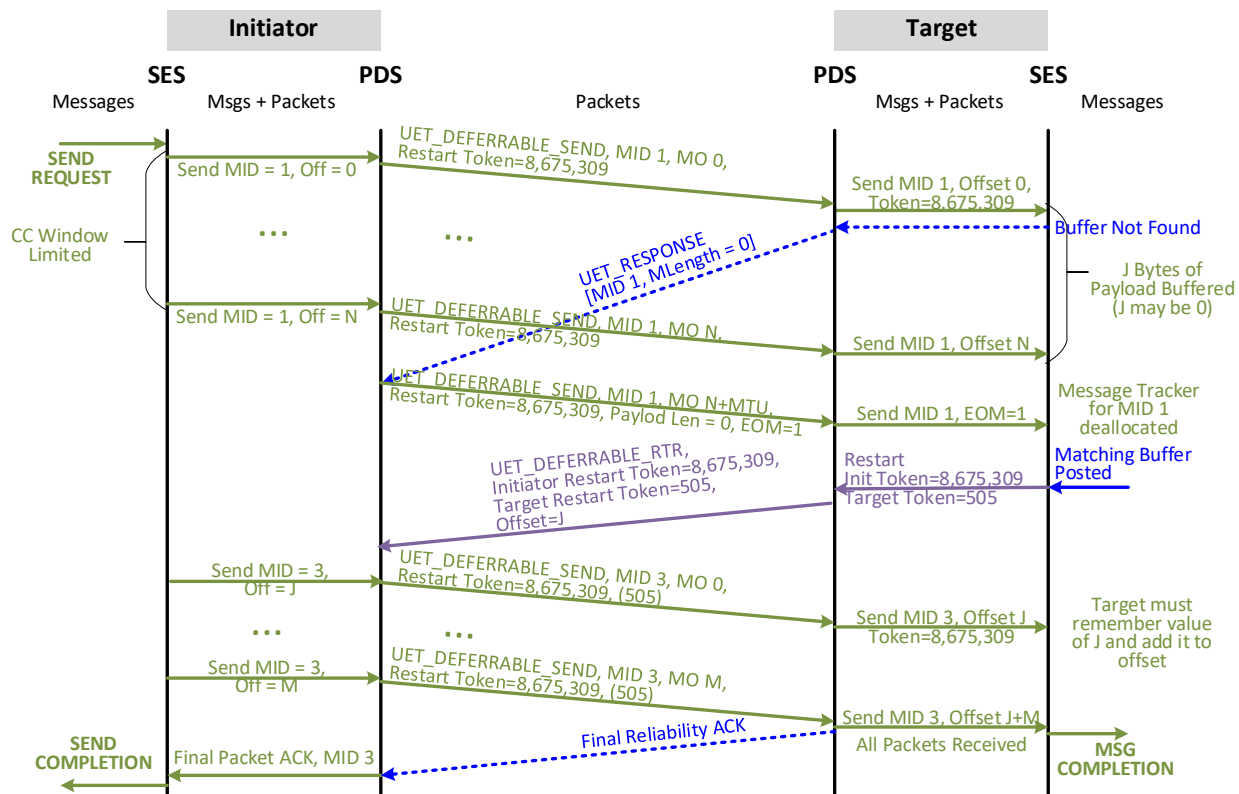 Initiator
Target
SES
PDS
PDS
SES
Messages
Msgs + Packets
Packets
Msgs + Packets
Messages
SEND
REQUEST
Send MID = 1, Off = 0
UET_DEFERRABLE_SEND, MID 1, MO 0,
Restart Token=8,675,309
Send MID 1, Offset 0,
Token=8,675,309
CC Window
Limited
...
...
Buffer Not Found
UET_RESPONSE
[MID 1, MLength = 0]
J Bytes of
Payload Buffered
(J may be 0)
Send MID = 1, Off = N
UET_DEFERRABLE_SEND, MID 1, MO N,
Restart Token=8,675,309
Send MID 1, Offset N
UET_DEFERRABLE_SEND, MID 1, MO N+MTU,
Restart Token=8,675,309, Paylod Len = 0, EOM=1
Send MID 1, EOM=1
Message Tracker
for MID 1
deallocated
UET_DEFERRABLE_RTR,
Initiator Restart Token=8,675,309,
Target Restart Token=505,
Offset=J
Restart
Init Token=8,675,309
Target Token=505
Matching Buffer
Posted
Send MID = 3,
Off = J
UET_DEFERRABLE_SEND, MID 3, MO 0,
Restart Token=8,675,309, (505)
Send MID 3, Offset J
Token=8,675,309
Target must
remember value
of J and add it to
offset
...
...
Send MID = 3,
Off = M
UET_DEFERRABLE_SEND, MID 3, MO M,
Restart Token=8,675,309, (505)
Send MID 3, Offset J+M
All Packets Received
Final Reliability ACK
SEND
COMPLETION
Final Packet ACK, MID 3
MSG
COMPLETION